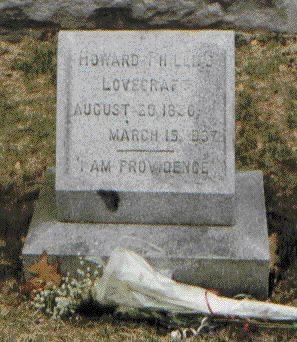 HOWARD PHILLIPS
LOVECRAFT
AUGUST 20, 1890,
MARCH 15, 1937
"I AM PROVIDENCE"